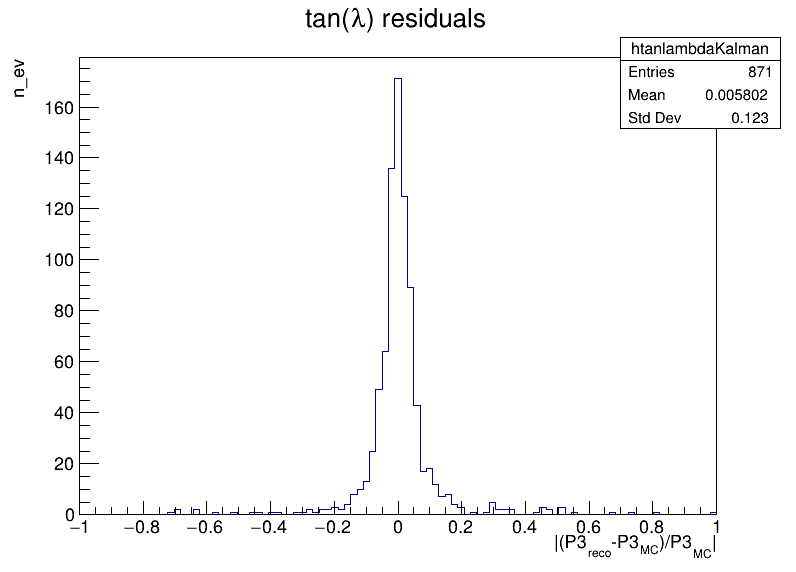 tan(λ) residuals
htanlambdaKalman
Entries 871
Mean 0.005802
Std Dev 0.123
n_ev
160
140
120
100
80
60
40
20
0
−1 −0.8 −0.6 −0.4 −0.2 0 0.2 0.4 0.6 0.8 1
|(P3reco-P3MC)/P3MC|